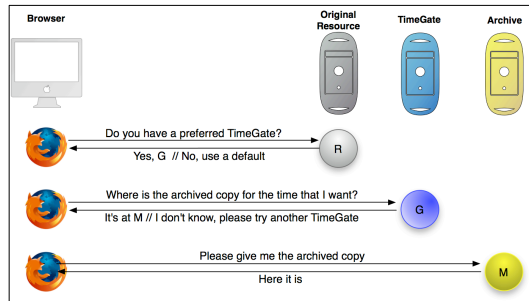 Browser
Original
Resource
TimeGate
Archive
Do you have a preferred TimeGate?
R
Yes, G // No, use a default
Where is the archived copy for the time that I want?
G
It's at M // I don't know, please try another TimeGate
Please give me the archived copy
M
Here it is